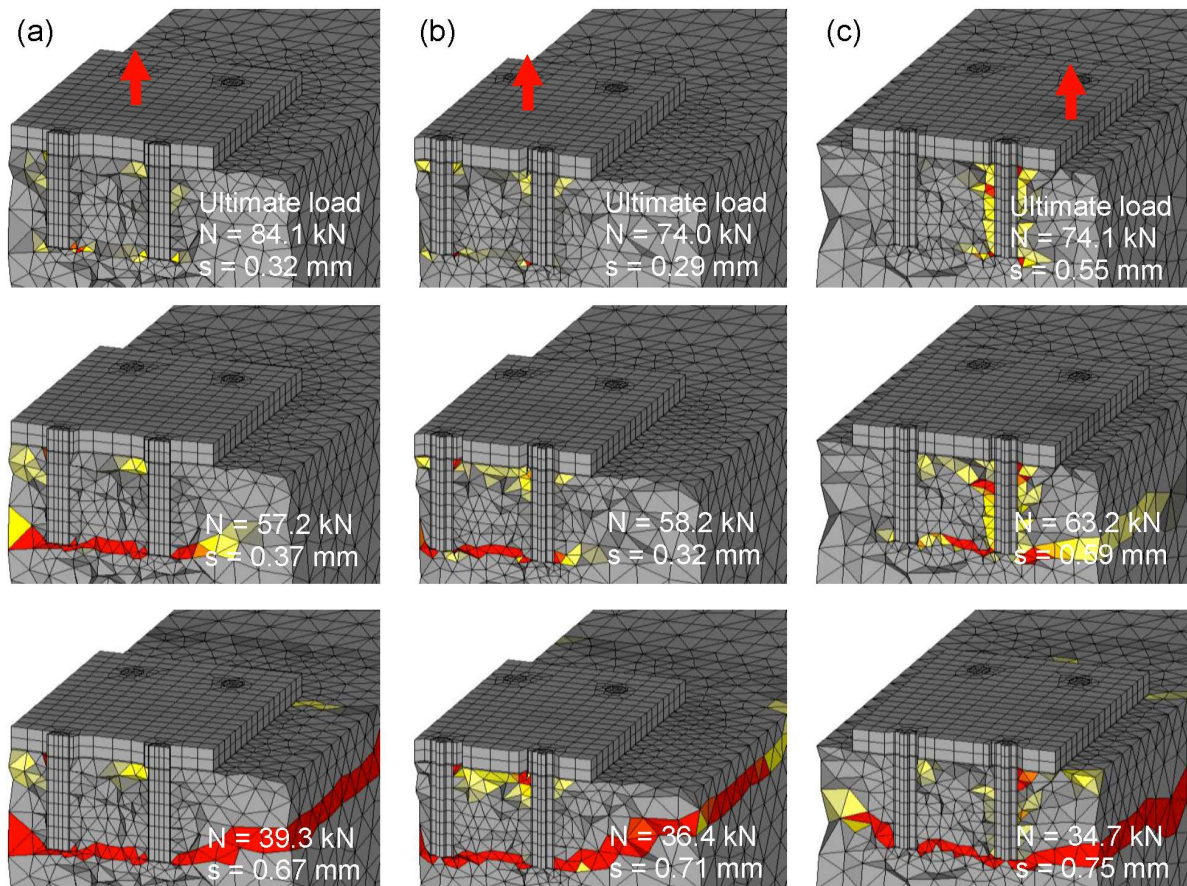 (a)
(b)
(c)
Ultimate load
N = 84.1 kN
s = 0.32 mm
Ultimate load
N = 74.0 kN
s = 0.29 mm
Ultimate load
N = 74.1 kN
s = 0.55 mm
N = 57.2 kN
s = 0.37 mm
N = 58.2 kN
s = 0.32 mm
N = 63.2 kN
s = 0.59 mm
N = 39.3 kN
s = 0.67 mm
N = 36.4 kN
s = 0.71 mm
N = 34.7 kN
s = 0.75 mm